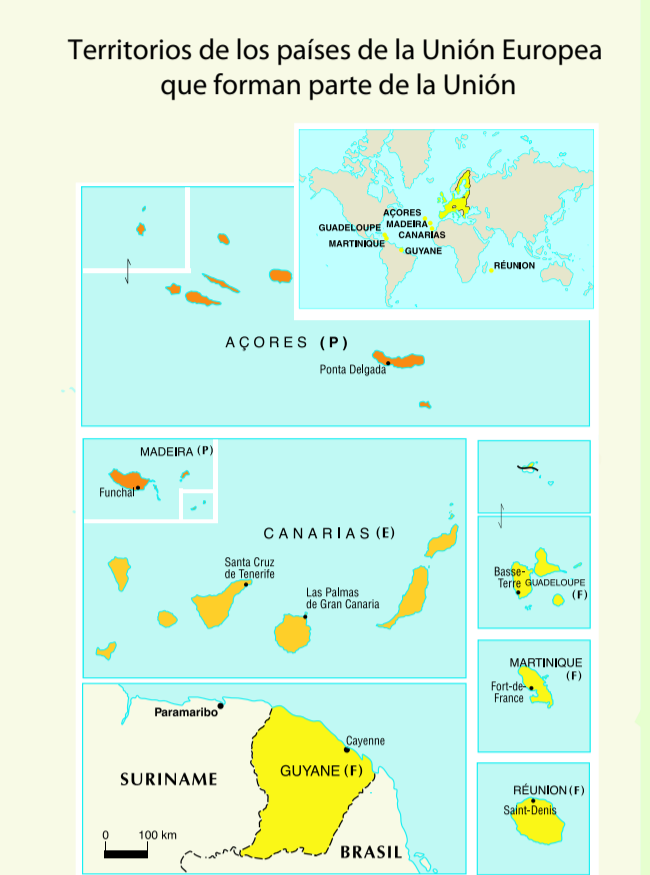 Territorios de los países de la Unión Europea
que forman parte de la Unión
AÇORES
MADEIRA
GUADELOUPE
CANARIAS
MARTINIQUE
GUYANE
RÉUNION
AÇORES (P)
Ponta Delgada
MADEIRA (P)
Funchal
CANARIAS (E)
Santa Cruz
de Tenerife
Las Palmas
de Gran Canaria
Basse-
Terre
GUADELOUPE
(F)
MARTINIQUE
(F)
Fort-de-
France
Paramaribo
Cayenne
GUYANE (F)
SURINAME
0 100 km
BRASIL
RÉUNION (F)
Saint-Denis